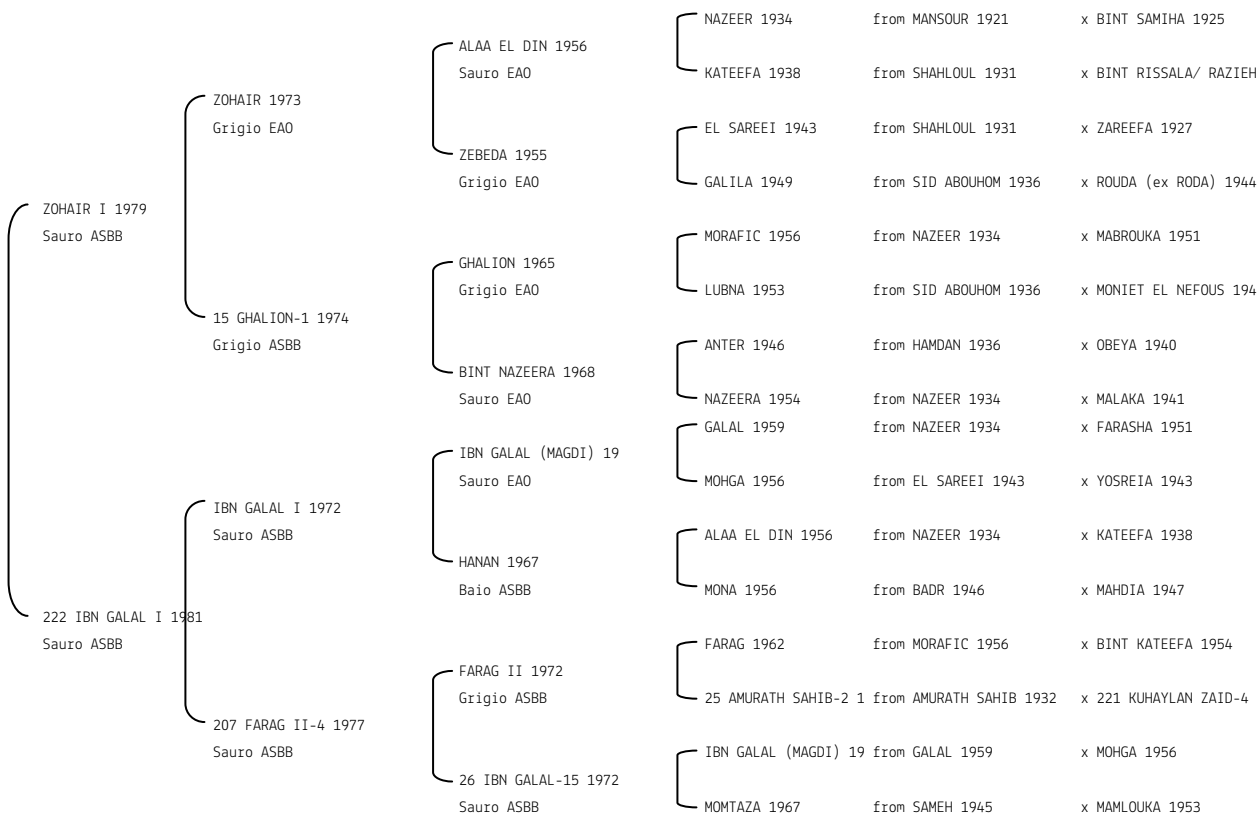 NAZEER 1934 from MANSOUR 1921 x BINT SAMIHA 1925
ALAA EL DIN 1956
Sauro EAO
KATEEFA 1938 from SHAHLOUL 1931 x BINT RISSALA/ RAZIEH
ZOHAIR 1973
Grigio EAO
EL SAREEI 1943 from SHAHLOUL 1931 x ZAREEFA 1927
ZEBEDA 1955
Grigio EAO
GALILA 1949 from SID ABOUHOM 1936 x ROUDA (ex RODA) 1944
ZOHAIR I 1979
Sauro ASBB
MORAFIC 1956 from NAZEER 1934 x MABROUKA 1951
GHALION 1965
Grigio EAO
LUBNA 1953 from SID ABOUHOM 1936 x MONIET EL NEFOUS 194
15 GHALION-1 1974
Grigio ASBB
ANTER 1946 from HAMDAN 1936 x OBEYA 1940
BINT NAZEERA 1968
Sauro EAO
NAZEERA 1954 from NAZEER 1934 x MALAKA 1941
GALAL 1959 from NAZEER 1934 x FARASHA 1951
IBN GALAL (MAGDI) 19
Sauro EAO
MOHGA 1956 from EL SAREEI 1943 x YOSREIA 1943
IBN GALAL I 1972
Sauro ASBB
ALAA EL DIN 1956 from NAZEER 1934 x KATEEFA 1938
HANAN 1967
Baio ASBB
MONA 1956 from BADR 1946 x MAHDIA 1947
222 IBN GALAL I 1981
Sauro ASBB
FARAG 1962 from MORAFIC 1956 x BINT KATEEFA 1954
FARAG II 1972
Grigio ASBB
25 AMURATH SAHIB-2 1 from AMURATH SAHIB 1932 x 221 KUHAYLAN ZAID-4
207 FARAG II-4 1977
Sauro ASBB
IBN GALAL (MAGDI) 19 from GALAL 1959 x MOHGA 1956
26 IBN GALAL-15 1972
Sauro ASBB
MOMTAZA 1967 from SAMEH 1945 x MAMLOUKA 1953